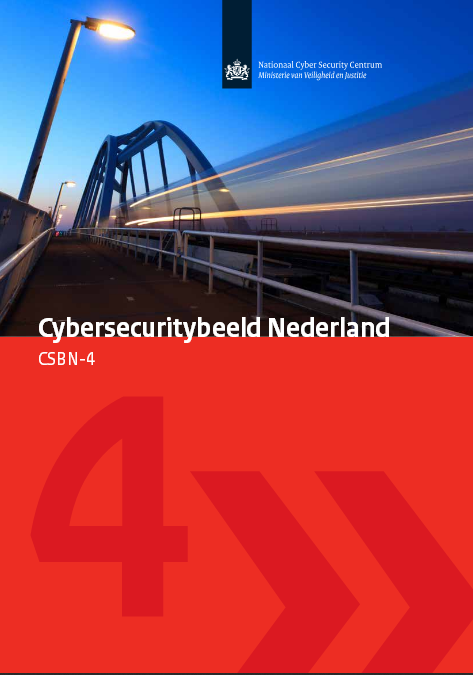 Nationaal Cyber Security Centrum
Ministerie van Veiligheid en Justitie
Cybersecuritybeeld Nederland
CSBN-4
4»